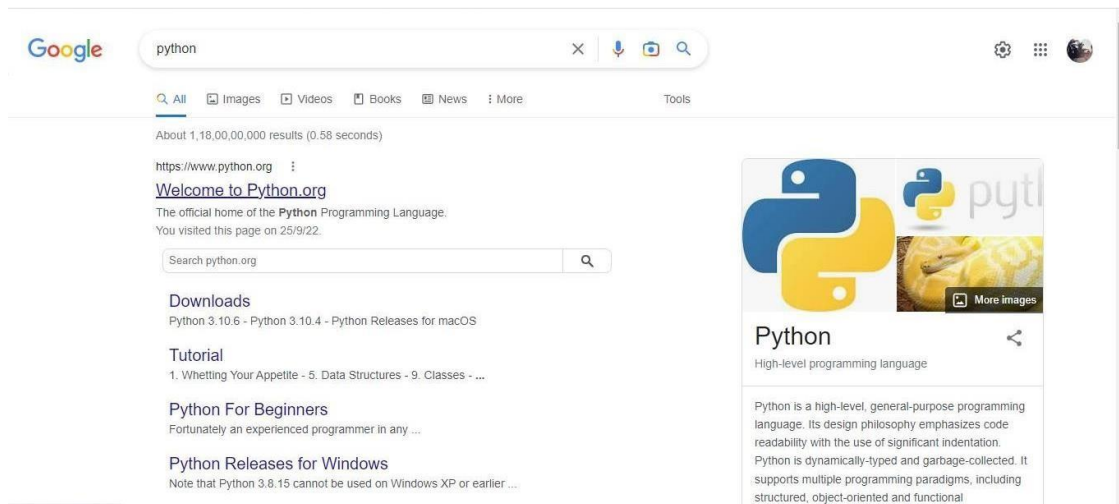 Google
python
All
Images
Videos
Books
News
More
Tools
About 1,18,00,00,000 results (0.58 seconds)
https://www.python.org
Welcome to Python.org
The official home of the Python Programming Language.
You visited this page on 25/9/22.
Search python.org
Downloads
Python 3.10.6 - Python 3.10.4 - Python Releases for macOS
Tutorial
1. Whetting Your Appetite - 5. Data Structures - 9. Classes - ...
Python For Beginners
Fortunately an experienced programmer in any ...
Python Releases for Windows
Note that Python 3.8.15 cannot be used on Windows XP or earlier ...
More images
Python
High-level programming language
Python is a high-level, general-purpose programming
language. Its design philosophy emphasizes code
readability with the use of significant indentation.
Python is dynamically-typed and garbage-collected. It
supports multiple programming paradigms, including
structured, object-oriented and functional